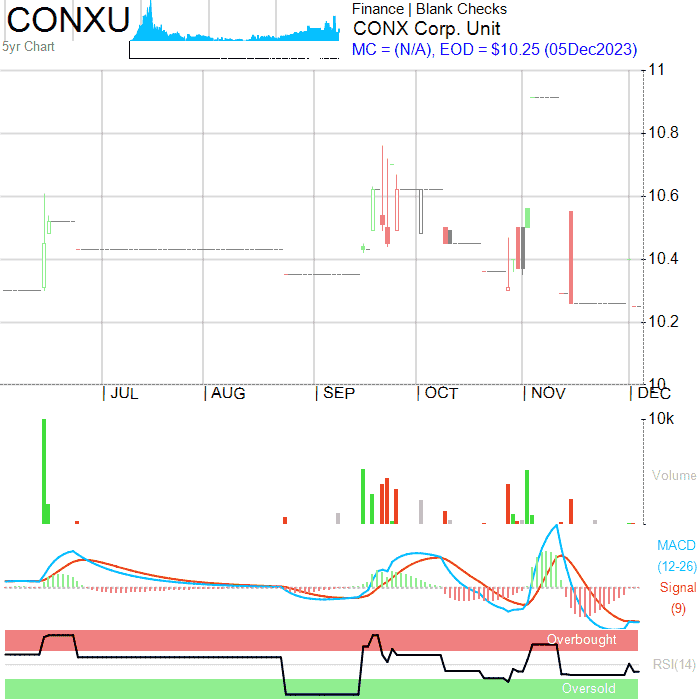 CONXU
5yr Chart
Finance | Blank Checks
CONX Corp. Unit
MC = (N/A), EOD = $10.25 (05Dec2023)
11
10.8
10.6
10.4
10.2
10
| JUL | AUG | SEP | OCT | NOV | DEC
10k
Volume
MACD
(12-26)
Signal
(9)
Overbought
RSI(14)
Oversold